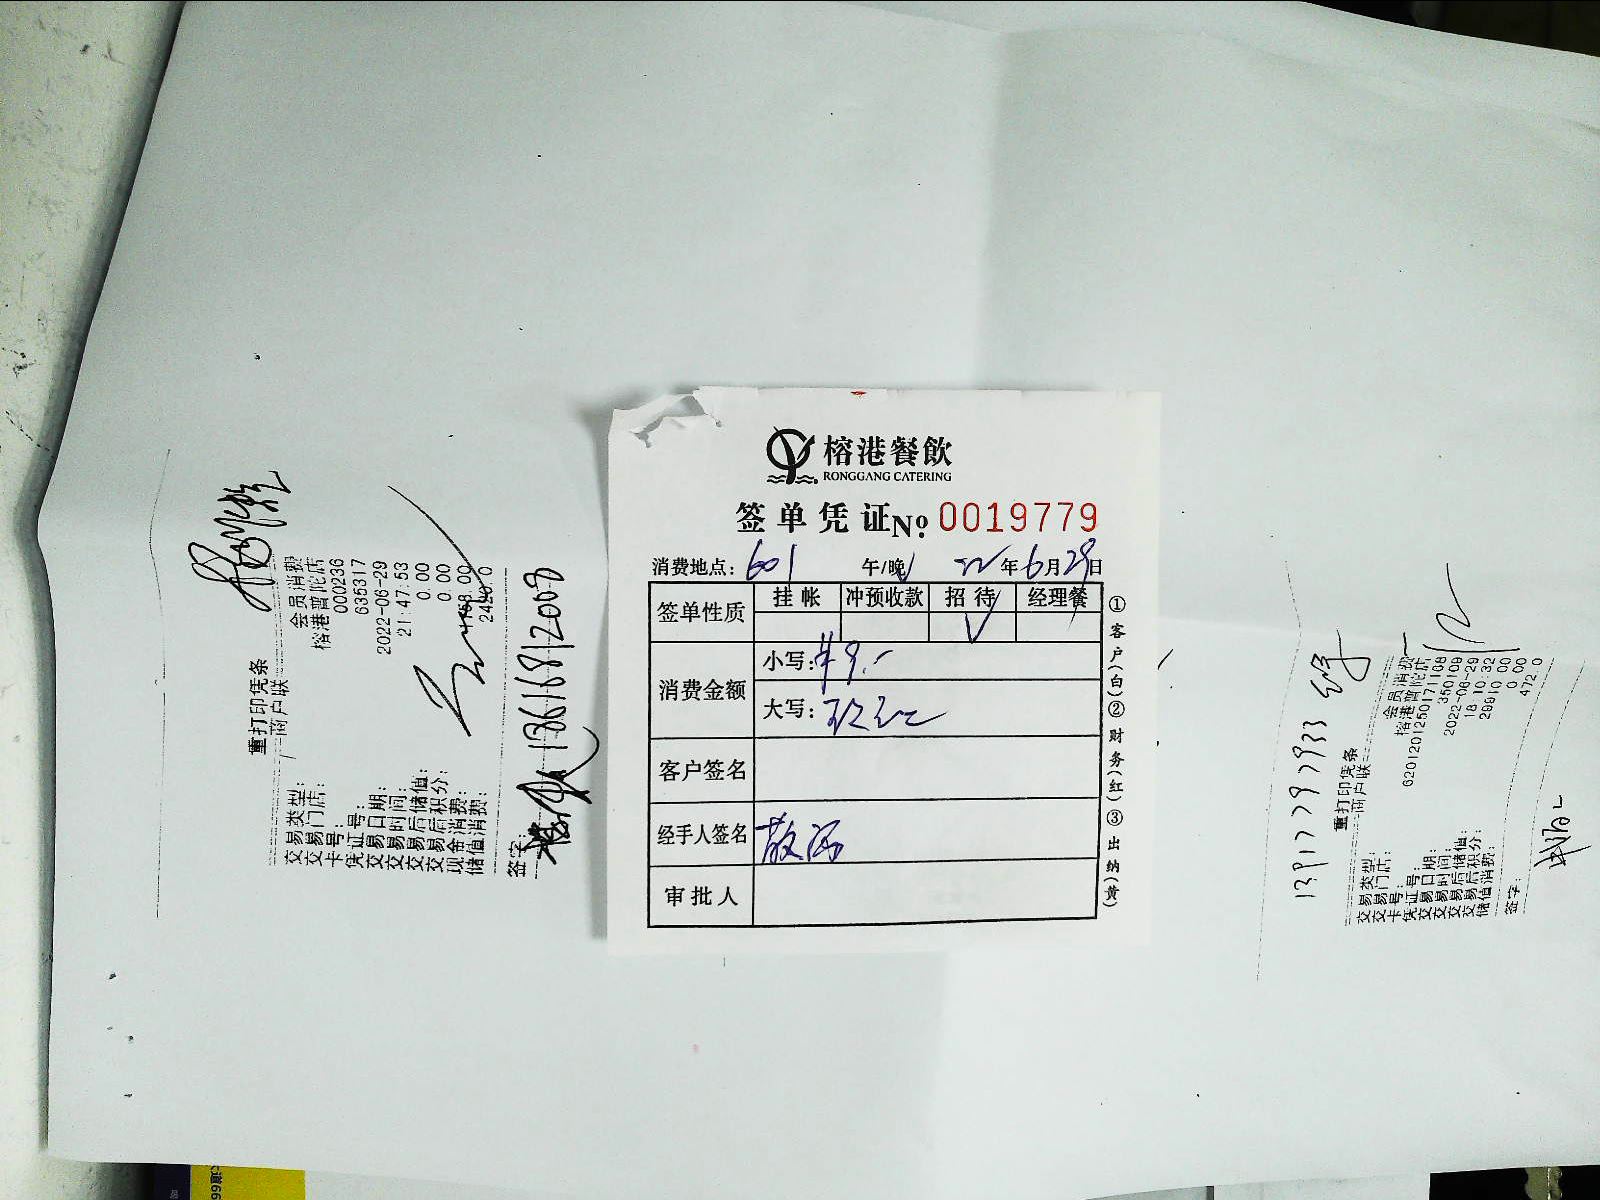 榕港餐飲
RONGGANG CATERING
签单凭证№ 0019779
消费地点: 601 午/晚 22年6月29日
签单性质 挂帐 冲预收款 招待 经理餐
消费金额
小写:
大写:
客户签名
经手人签名
审批人
①客户(白)②财务(红)③出纳(黄)
重打印凭条
商户联
交易类型: 会员消费
交易门店: 榕港普陀店
卡号: 000236
凭证号: 635317
交易日期: 2022-06-29
交易时间: 21:47:53
交易后储值: 0.00
交易后积分: 0.00
现金消费:
储值消费:
签字:
13616812008
13917797933
重打印凭条
商户联
交易类型: 会员消费
交易门店: 榕港普陀店
卡号: 6201201250171108
凭证号: 350109
交易日期: 2022-06-29
交易时间: 18:10:32
交易后储值: 29910.00
交易后积分: 0.00
储值消费: 472.0
签字: